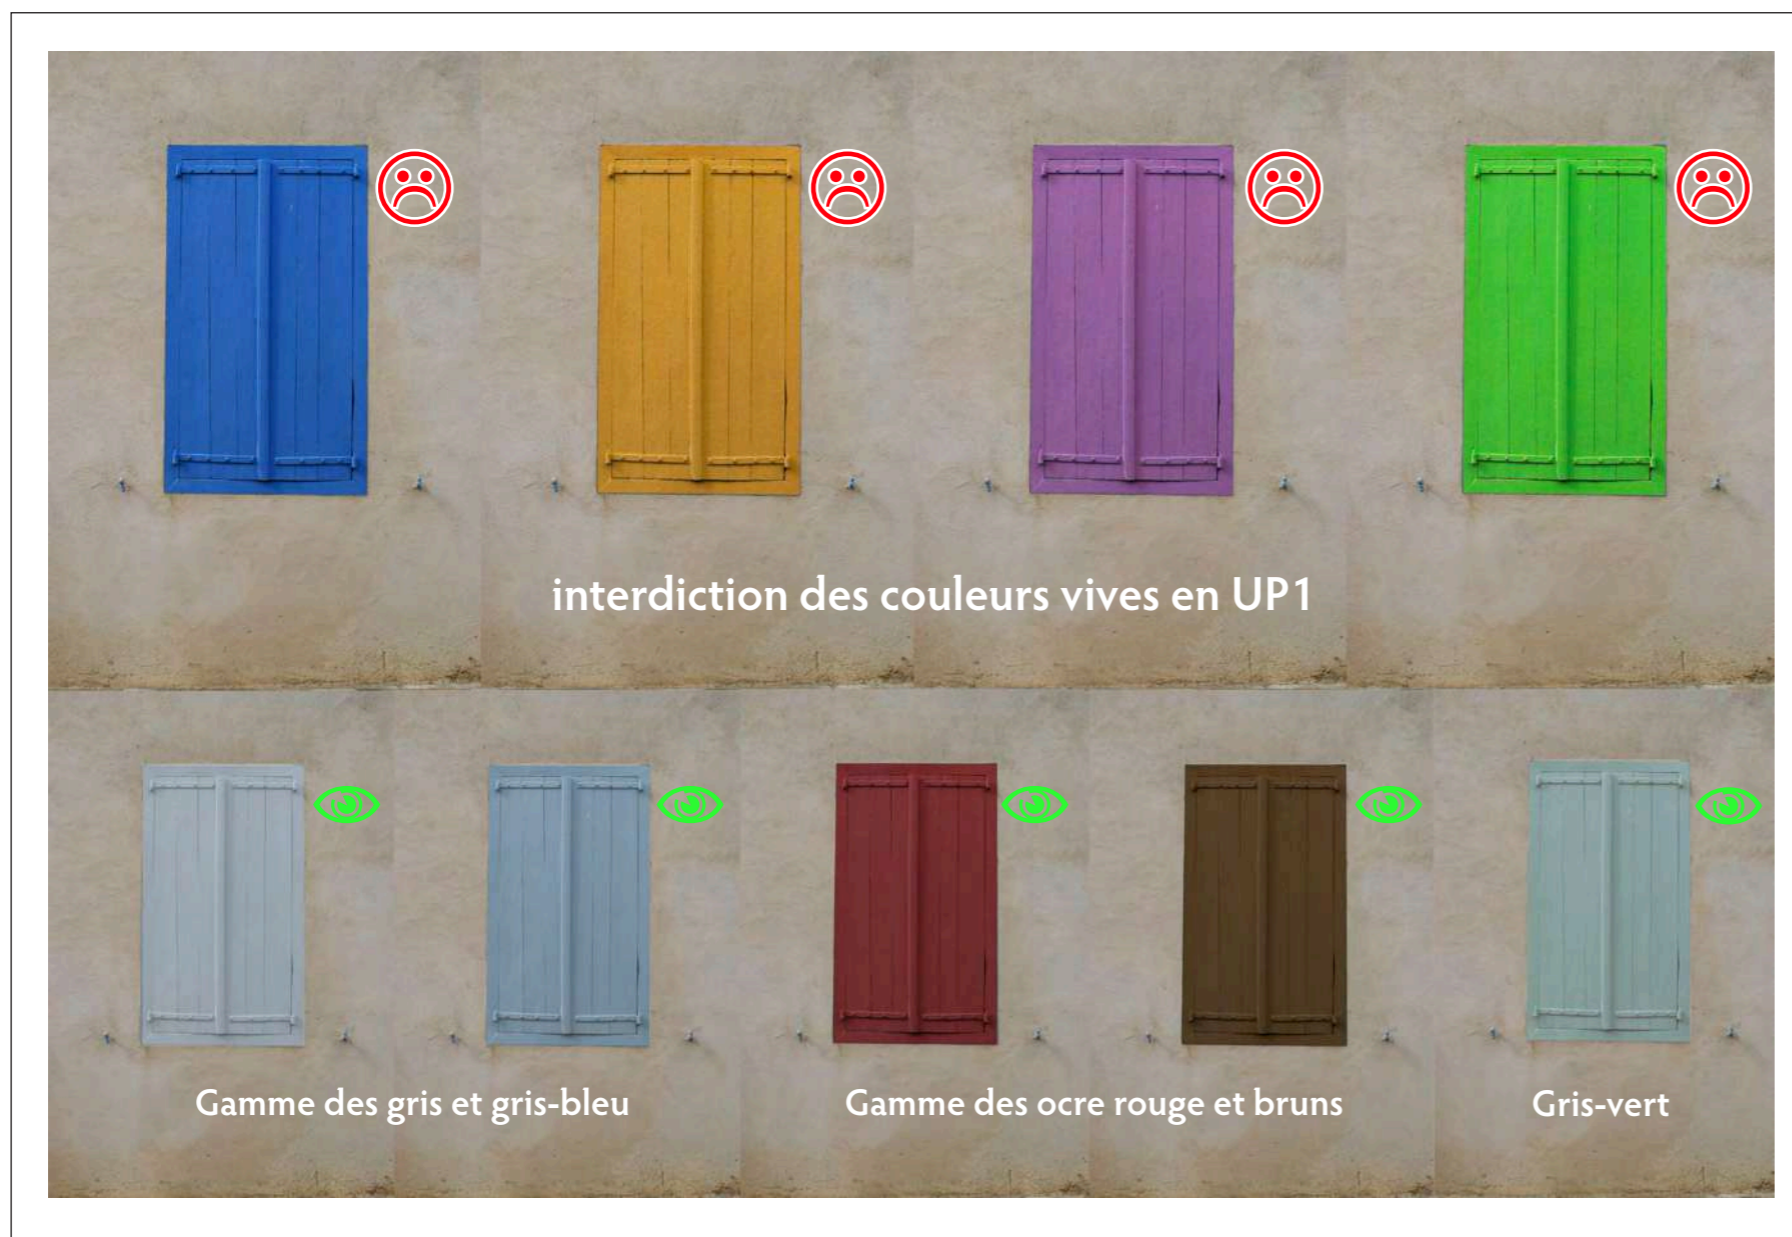 interdiction des couleurs vives en UP1
Gamme des gris et gris-bleu
Gamme des ocre rouge et bruns
Gris-vert